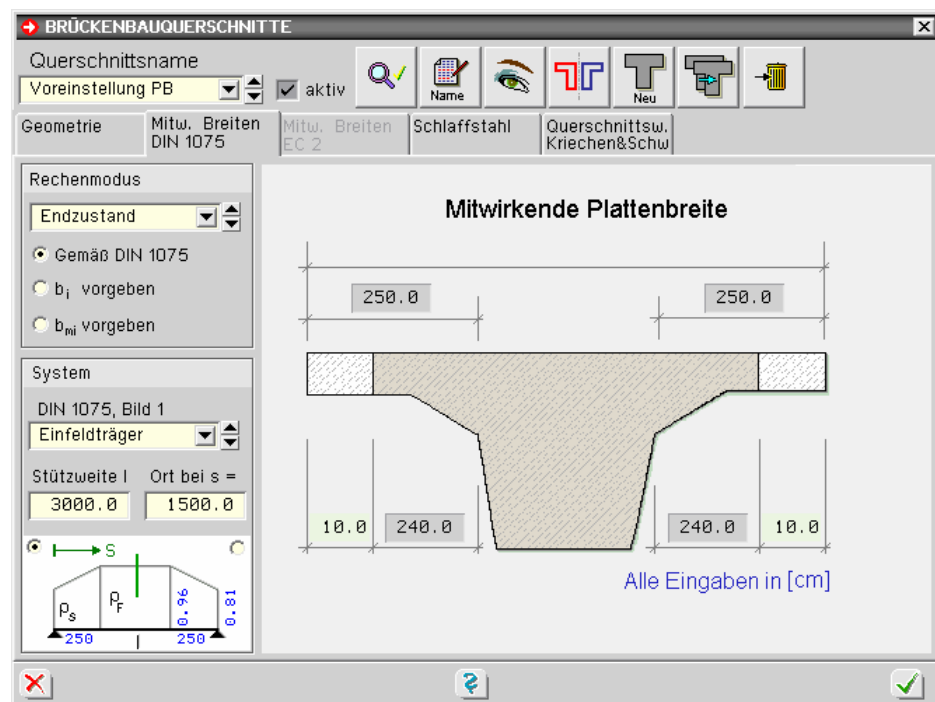 BRÜCKENBAUQUERSCHNITTE
Querschnittsname
Voreinstellung PB
aktiv
Name
Neu
Geometrie
Mitw. Breiten
DIN 1075
Mitw. Breiten
EC 2
Schlaffstahl
Querschnittsw.
Kriechen&Schw
Rechenmodus
Endzustand
Gemäß DIN 1075
bi vorgeben
bmi vorgeben
System
DIN 1075, Bild 1
Einfeldträger
Stützweite l
Ort bei s =
3000.0
1500.0
S
ρS
ρF
0.96
0.81
250
l
250
Mitwirkende Plattenbreite
250.0
250.0
10.0
240.0
240.0
10.0
Alle Eingaben in [cm]